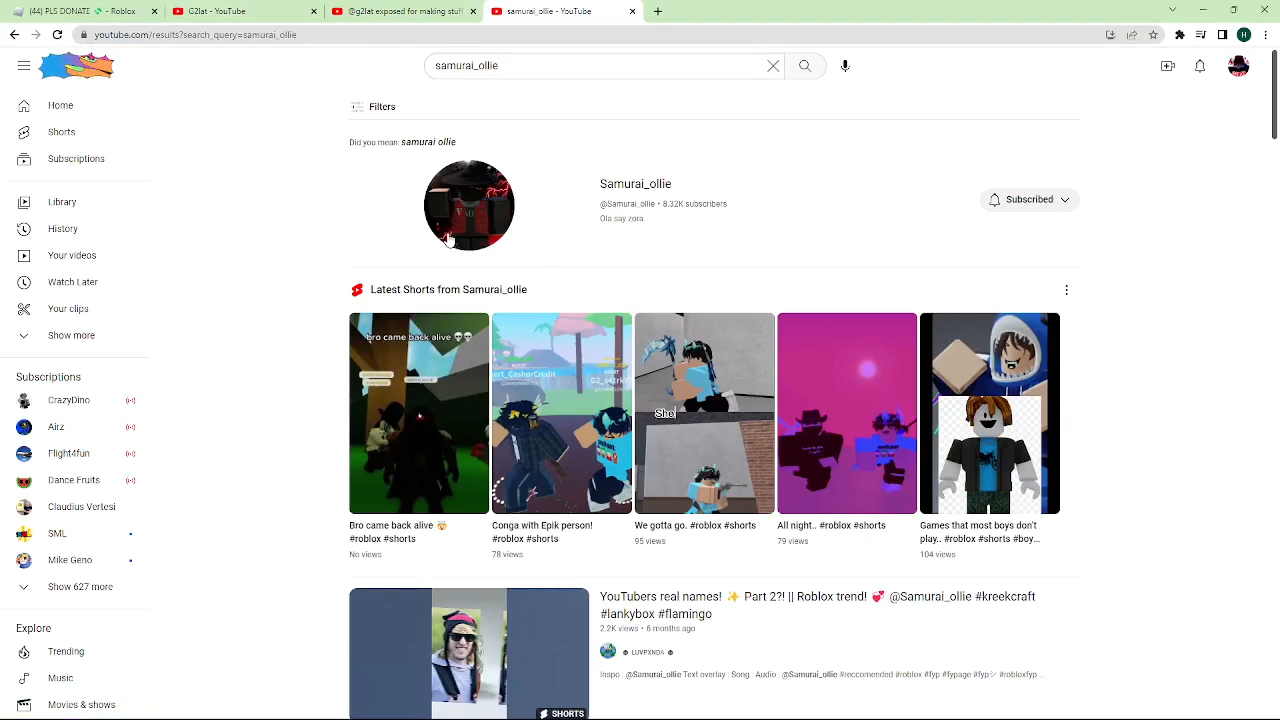 (44) PLS DONATE 💸 - Roblox
G2lat - YouTube
@g2lat exposed for making stuff
samurai_ollie - YouTube
youtube.com/results?search_query=samurai_ollie
H
samurai_ollie
Home
Shorts
Subscriptions
Library
History
Your videos
Watch Later
Your clips
Show more
Subscriptions
CrazyDino
Airz
flight4fun
Tance Fruits
Claudius Vertesi
SML
Mike Geno
Show 627 more
Explore
Trending
Music
Movies & shows
Filters
Did you mean: samurai ollie
Samurai_ollie
@Samurai_ollie • 8.32K subscribers
Ola say zora.
Subscribed
Latest Shorts from Samurai_ollie
bro came back alive 💀💀
Bro came back alive 🤯
#roblox #shorts
No views
Conga with Epik person!
#roblox #shorts
78 views
We gotta go. #roblox #shorts
95 views
All night.. #roblox #shorts
79 views
Games that most boys don't
play.. #roblox #shorts #boy...
104 views
SHORTS
YouTubers real names! ✨ Part 2?! || Roblox trend! 💞 @Samurai_ollie #kreekcraft
#lankybox #flamingo
2.2K views • 6 months ago
LUVPXNDA
Inspo : @Samurai_ollie Text overlay : Song : Audio : @Samurai_ollie #reccomended #roblox #fyp #fypage #fypシ #robloxfyp ...